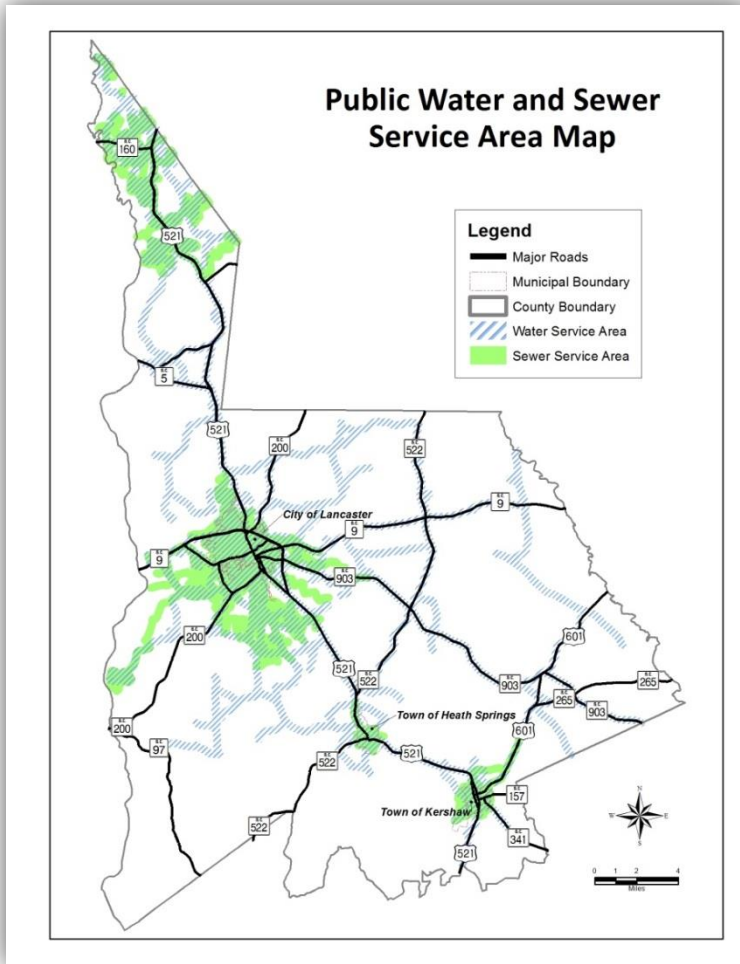 Public Water and Sewer
Service Area Map
Legend
Major Roads
Municipal Boundary
County Boundary
Water Service Area
Sewer Service Area
S.C. 160
521
S.C. 5
521
S.C. 200
S.C. 522
City of Lancaster
S.C. 9
S.C. 9
S.C. 9
S.C. 903
S.C. 200
601
521
S.C. 522
S.C. 903
S.C. 265
S.C. 265
S.C. 903
Town of Heath Springs
S.C. 200
S.C. 97
601
521
S.C. 522
S.C. 157
Town of Kershaw
S.C. 522
S.C. 341
521
N
W E
S
0 1 2 4
Miles